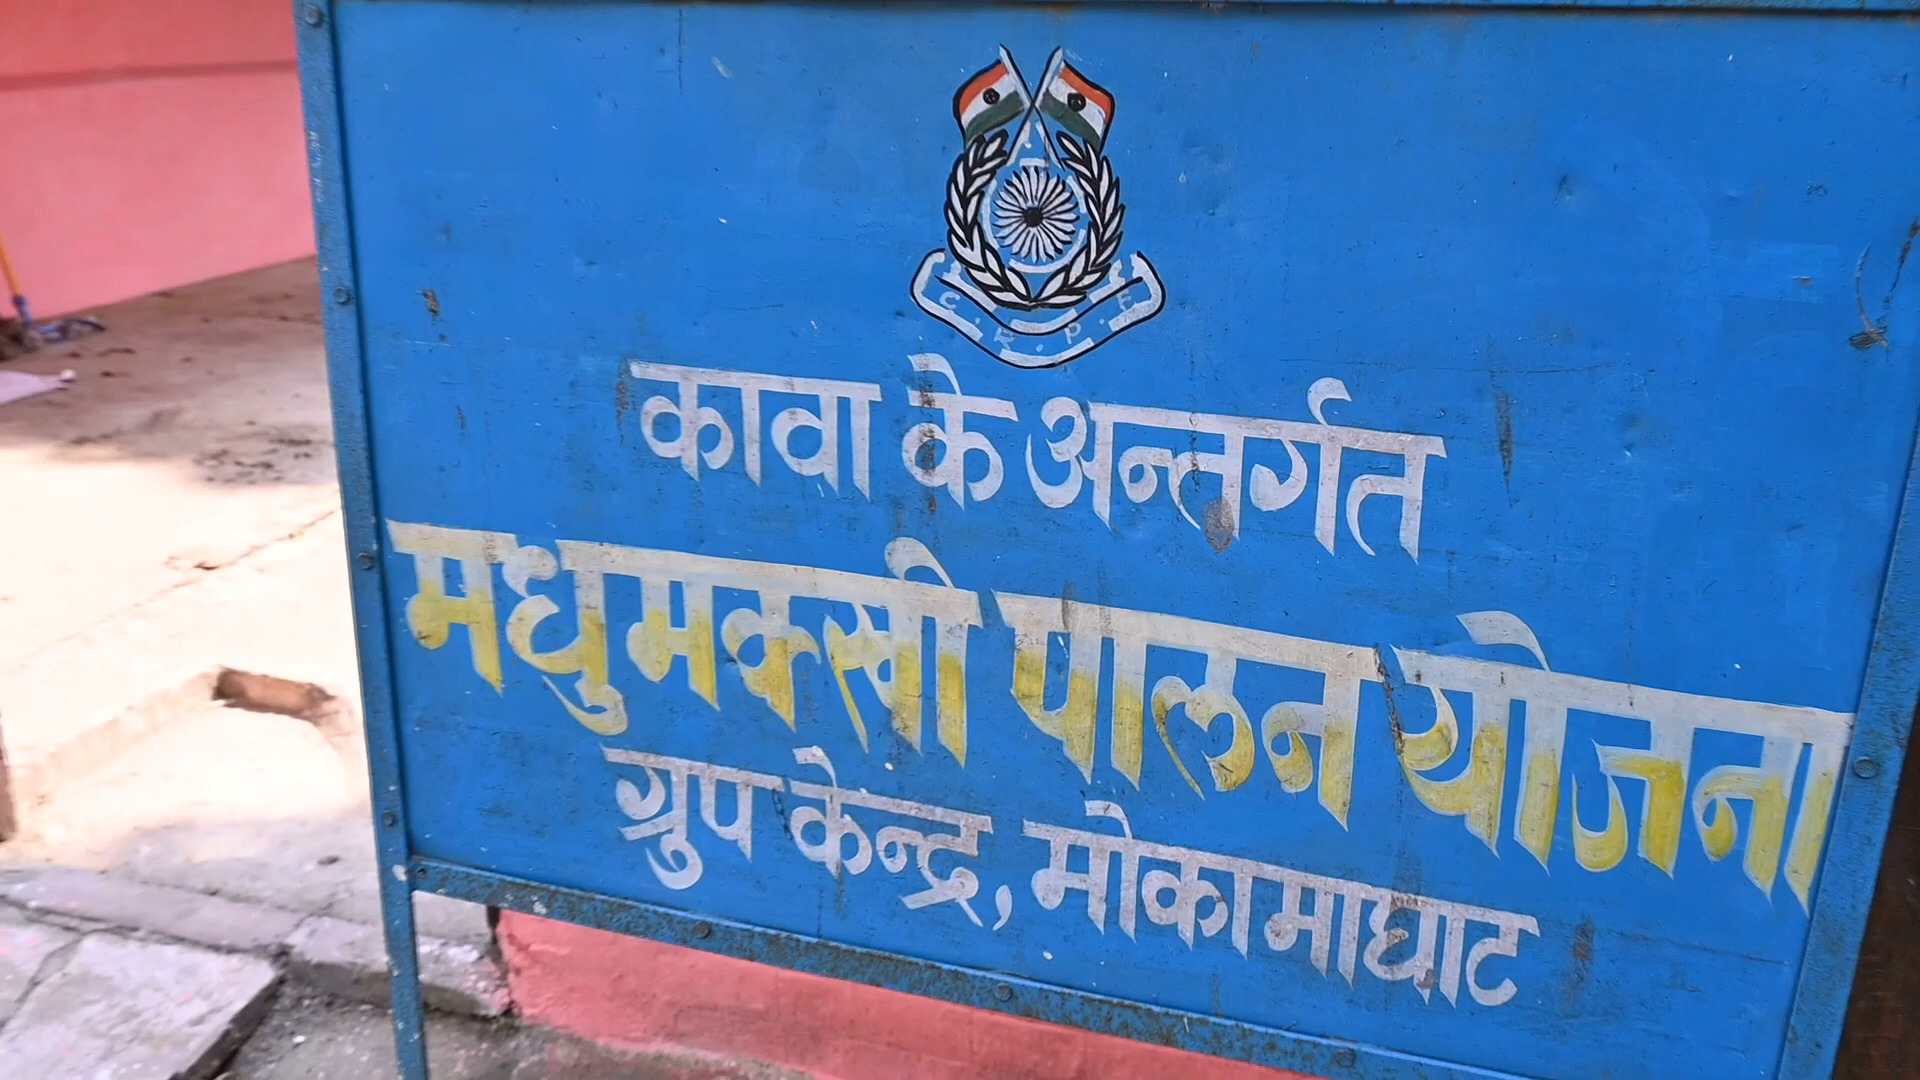 C.R.P.F
कावा के अन्तर्गत
मधुमक्खी पालन योजना
ग्रुप केन्द्र, मोकामाघाट